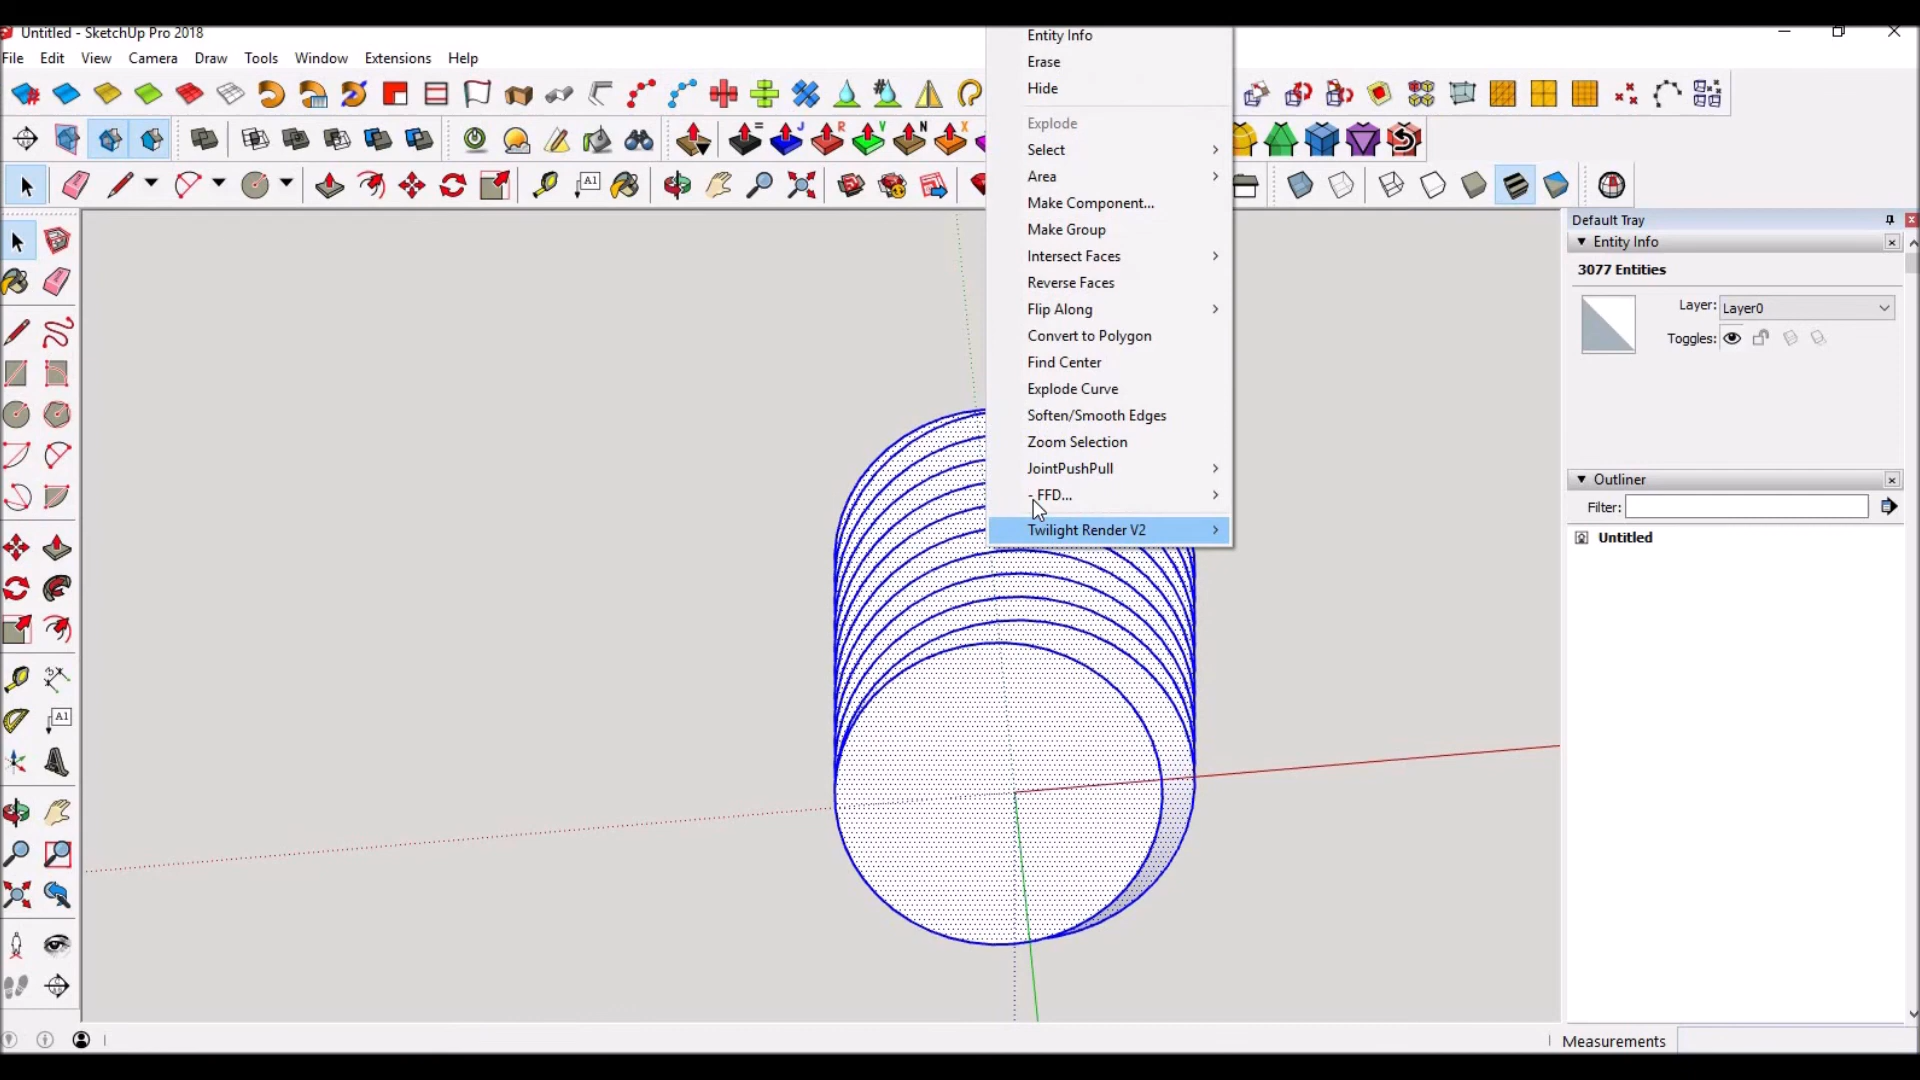 Untitled - SketchUp Pro 2018
File Edit View Camera Draw Tools Window Extensions Help
Entity Info
Erase
Hide
Explode
Select
Area
Make Component...
Make Group
Intersect Faces
Reverse Faces
Flip Along
Convert to Polygon
Find Center
Explode Curve
Soften/Smooth Edges
Zoom Selection
JointPushPull
- FFD...
Twilight Render V2
Default Tray
Entity Info
3077 Entities
Layer: Layer0
Toggles:
Outliner
Filter:
Untitled
Measurements